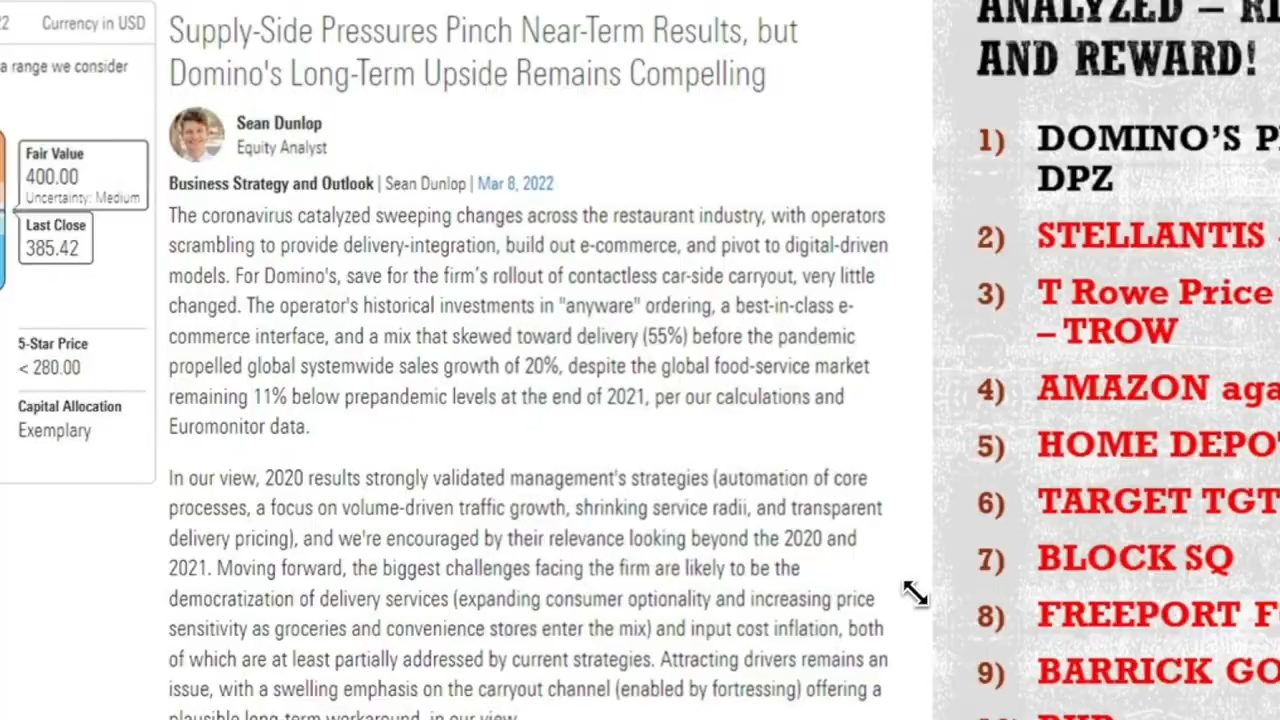 22 Currency in USD
a range we consider
Fair Value
400.00
Uncertainty: Medium
Last Close
385.42
5-Star Price
< 280.00
Capital Allocation
Exemplary
Supply-Side Pressures Pinch Near-Term Results, but
Domino's Long-Term Upside Remains Compelling
Sean Dunlop
Equity Analyst
Business Strategy and Outlook | Sean Dunlop | Mar 8, 2022
The coronavirus catalyzed sweeping changes across the restaurant industry, with operators
scrambling to provide delivery-integration, build out e-commerce, and pivot to digital-driven
models. For Domino's, save for the firm's rollout of contactless car-side carryout, very little
changed. The operator's historical investments in "anyware" ordering, a best-in-class e-
commerce interface, and a mix that skewed toward delivery (55%) before the pandemic
propelled global systemwide sales growth of 20%, despite the global food-service market
remaining 11% below prepandemic levels at the end of 2021, per our calculations and
Euromonitor data.
In our view, 2020 results strongly validated management's strategies (automation of core
processes, a focus on volume-driven traffic growth, shrinking service radii, and transparent
delivery pricing), and we're encouraged by their relevance looking beyond the 2020 and
2021. Moving forward, the biggest challenges facing the firm are likely to be the
democratization of delivery services (expanding consumer optionality and increasing price
sensitivity as groceries and convenience stores enter the mix) and input cost inflation, both
of which are at least partially addressed by current strategies. Attracting drivers remains an
issue, with a swelling emphasis on the carryout channel (enabled by fortressing) offering a
plausible long-term workaround, in our view.
ANALYZED – RI
AND REWARD!
1) DOMINO'S P
DPZ
2) STELLANTIS
3) T Rowe Price
– TROW
4) AMAZON aga
5) HOME DEPO
6) TARGET TGT
7) BLOCK SQ
8) FREEPORT F
9) BARRICK GO